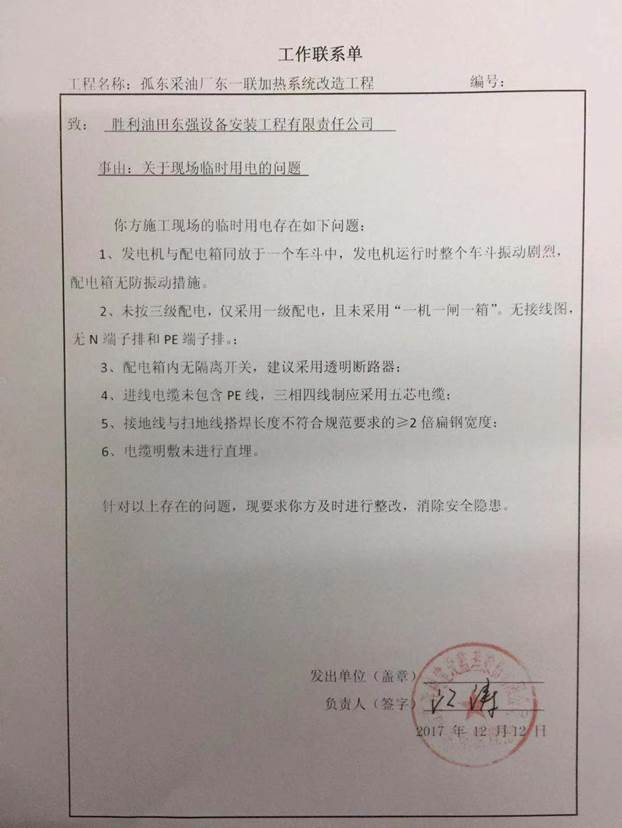 工作联系单
工程名称：孤东采油厂东一联加热系统改造工程 编号：
致： 胜利油田东强设备安装工程有限责任公司
事由：关于现场临时用电的问题
你方施工现场的临时用电存在如下问题：
1、发电机与配电箱同放于一个车斗中，发电机运行时整个车斗振动剧烈，
配电箱无防振动措施。
2、未按三级配电，仅采用一级配电，且未采用“一机一闸一箱”。无接线图，
无 N 端子排和 PE 端子排。；
3、配电箱内无隔离开关，建议采用透明断路器；
4、进线电缆未包含 PE 线，三相四线制应采用五芯电缆；
5、接地线与扫地线搭焊长度不符合规范要求的≥2 倍扁钢宽度；
6、电缆明敷未进行直埋。
针对以上存在的问题，现要求你方及时进行整改，消除安全隐患。
发出单位（盖章）
负责人（签字） 江涛
2017 年 12 月 12 日